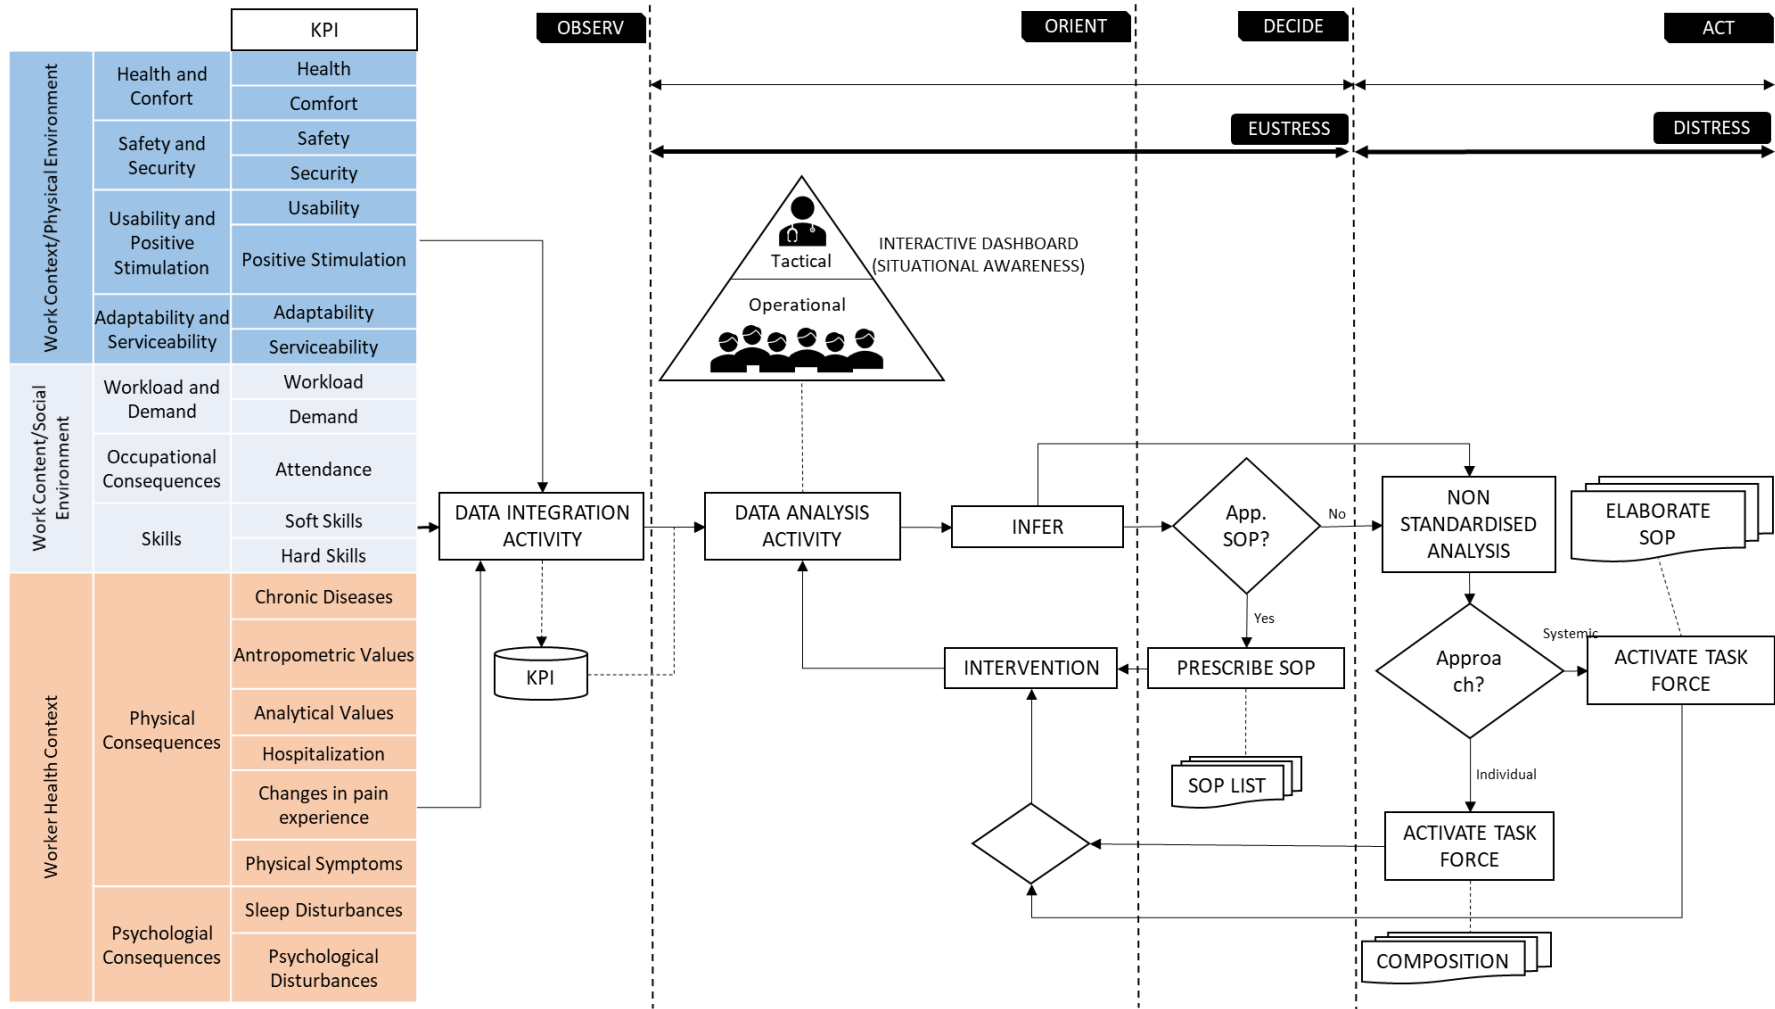 KPI
OBSERV
ORIENT
DECIDE
ACT
EUSTRESS
DISTRESS
Work Context/Physical Environment
Health and
Confort
Health
Comfort
Safety and
Security
Safety
Security
Usability and
Positive
Stimulation
Usability
Positive Stimulation
Adaptability and
Serviceability
Adaptability
Serviceability
Work Content/Social
Environment
Workload and
Demand
Workload
Demand
Occupational
Consequences
Attendance
Skills
Soft Skills
Hard Skills
Worker Health Context
Physical
Consequences
Chronic Diseases
Antropometric Values
Analytical Values
Hospitalization
Changes in pain
experience
Physical Symptoms
Psychologial
Consequences
Sleep Disturbances
Psychological
Disturbances
DATA INTEGRATION
ACTIVITY
KPI
Tactical
Operational
INTERACTIVE DASHBOARD
(SITUATIONAL AWARENESS)
DATA ANALYSIS
ACTIVITY
INFER
App.
SOP?
No
Yes
INTERVENTION
PRESCRIBE SOP
SOP LIST
NON
STANDARDISED
ANALYSIS
ELABORATE
SOP
Approa
ch?
Systemic
ACTIVATE TASK
FORCE
Individual
ACTIVATE TASK
FORCE
COMPOSITION